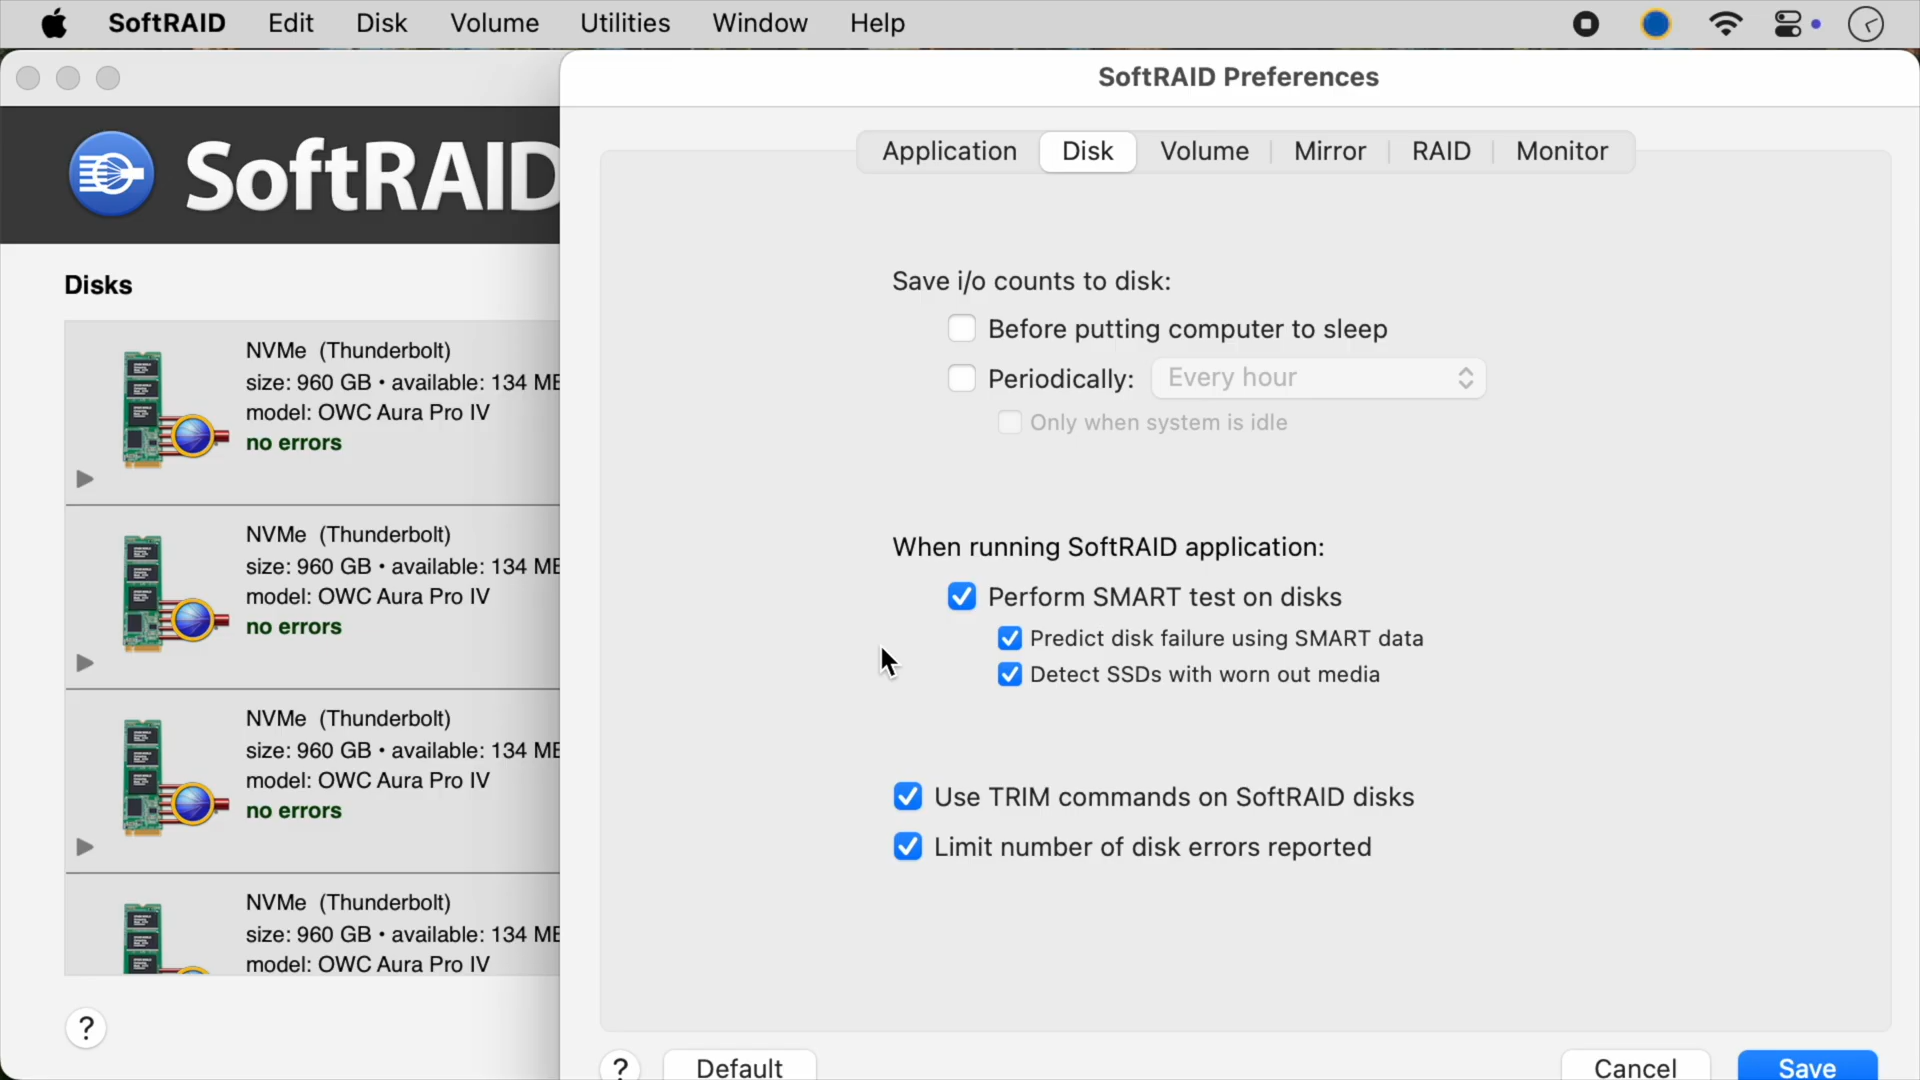 SoftRAID Edit Disk Volume Utilities Window Help
SoftRAID Preferences
SoftRAID
Application Disk Volume Mirror RAID Monitor
Disks
NVMe (Thunderbolt)
size: 960 GB • available: 134 ME
model: OWC Aura Pro IV
no errors
NVMe (Thunderbolt)
size: 960 GB • available: 134 ME
model: OWC Aura Pro IV
no errors
NVMe (Thunderbolt)
size: 960 GB • available: 134 ME
model: OWC Aura Pro IV
no errors
NVMe (Thunderbolt)
size: 960 GB • available: 134 ME
model: OWC Aura Pro IV
?
Save i/o counts to disk:
Before putting computer to sleep
Periodically: Every hour
Only when system is idle
When running SoftRAID application:
Perform SMART test on disks
Predict disk failure using SMART data
Detect SSDs with worn out media
Use TRIM commands on SoftRAID disks
Limit number of disk errors reported
? Default Cancel Save